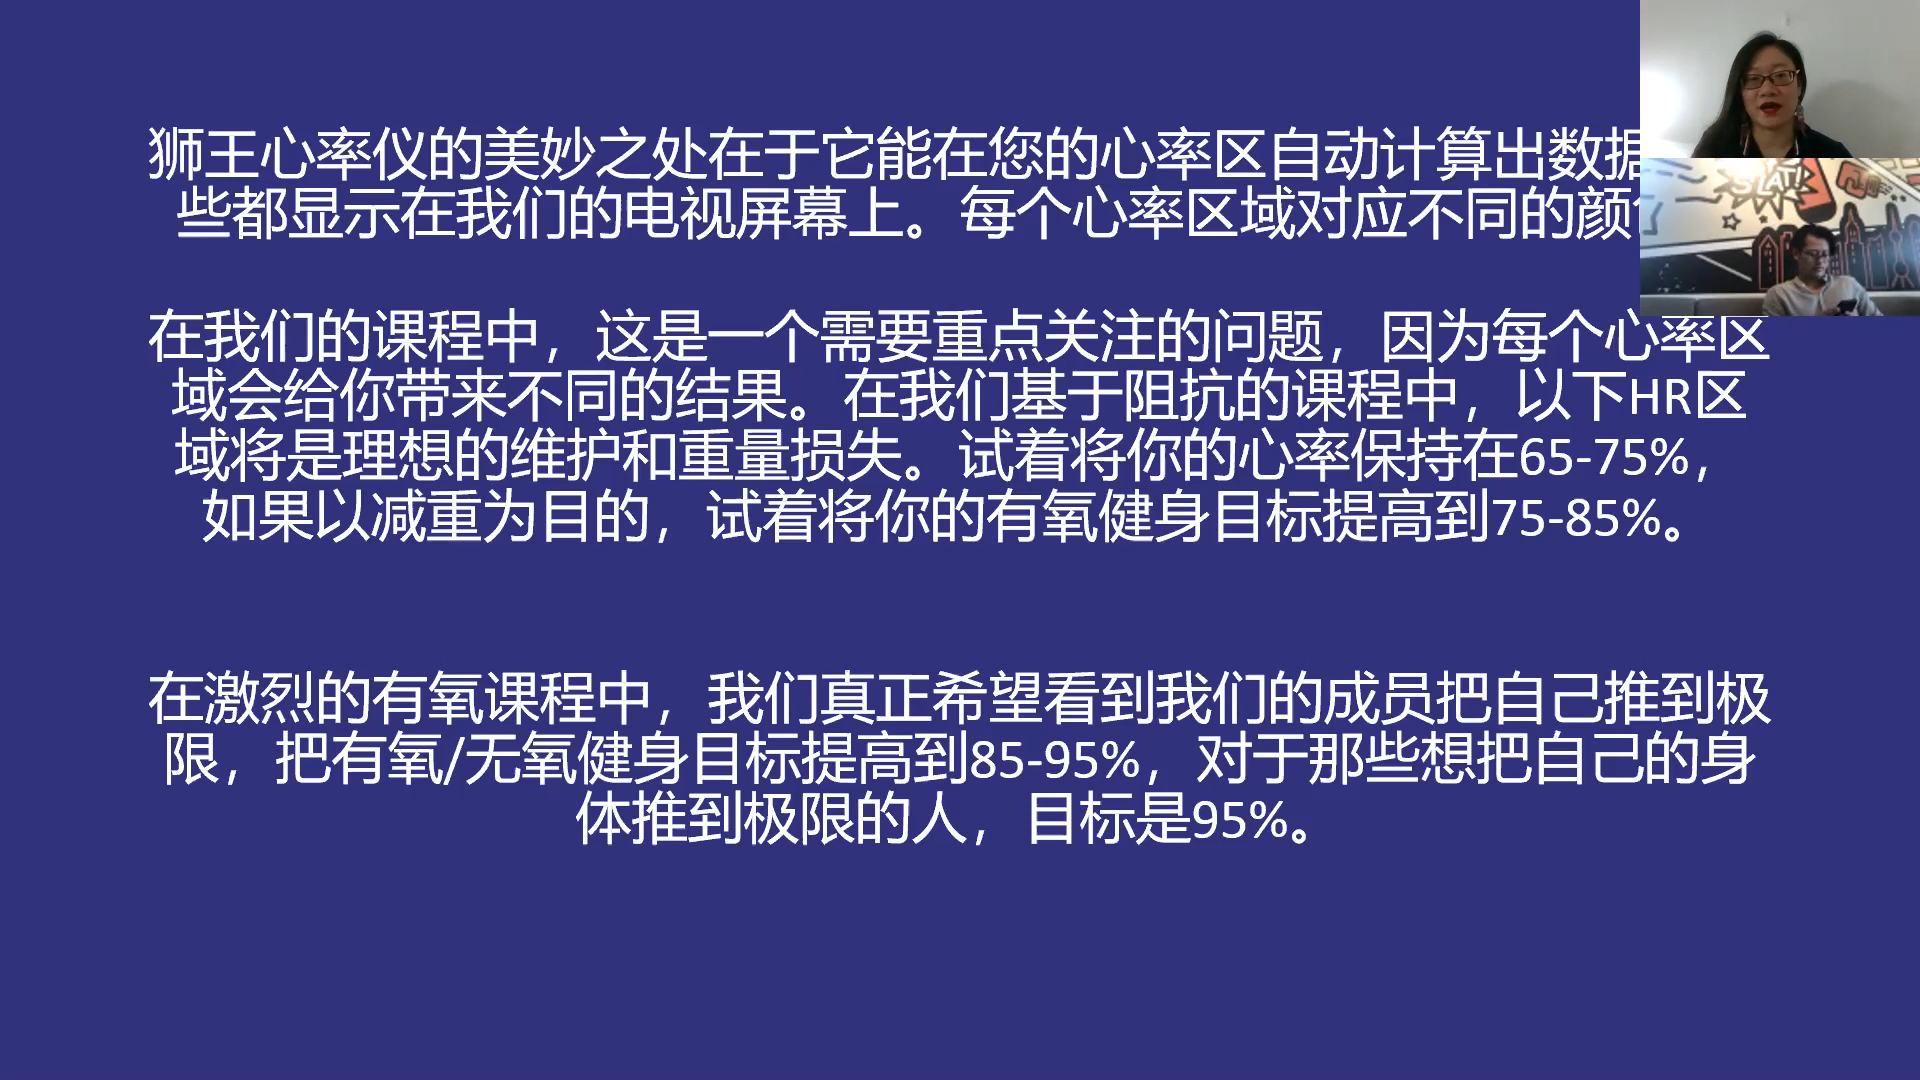 狮王心率仪的美妙之处在于它能在您的心率区自动计算出数据
些都显示在我们的电视屏幕上。每个心率区域对应不同的颜
在我们的课程中，这是一个需要重点关注的问题，因为每个心率区
域会给你带来不同的结果。在我们基于阻抗的课程中，以下HR区
域将是理想的维护和重量损失。试着将你的心率保持在65-75%，
如果以减重为目的，试着将你的有氧健身目标提高到75-85%。
在激烈的有氧课程中，我们真正希望看到我们的成员把自己推到极
限，把有氧/无氧健身目标提高到85-95%，对于那些想把自己的身
体推到极限的人，目标是95%。